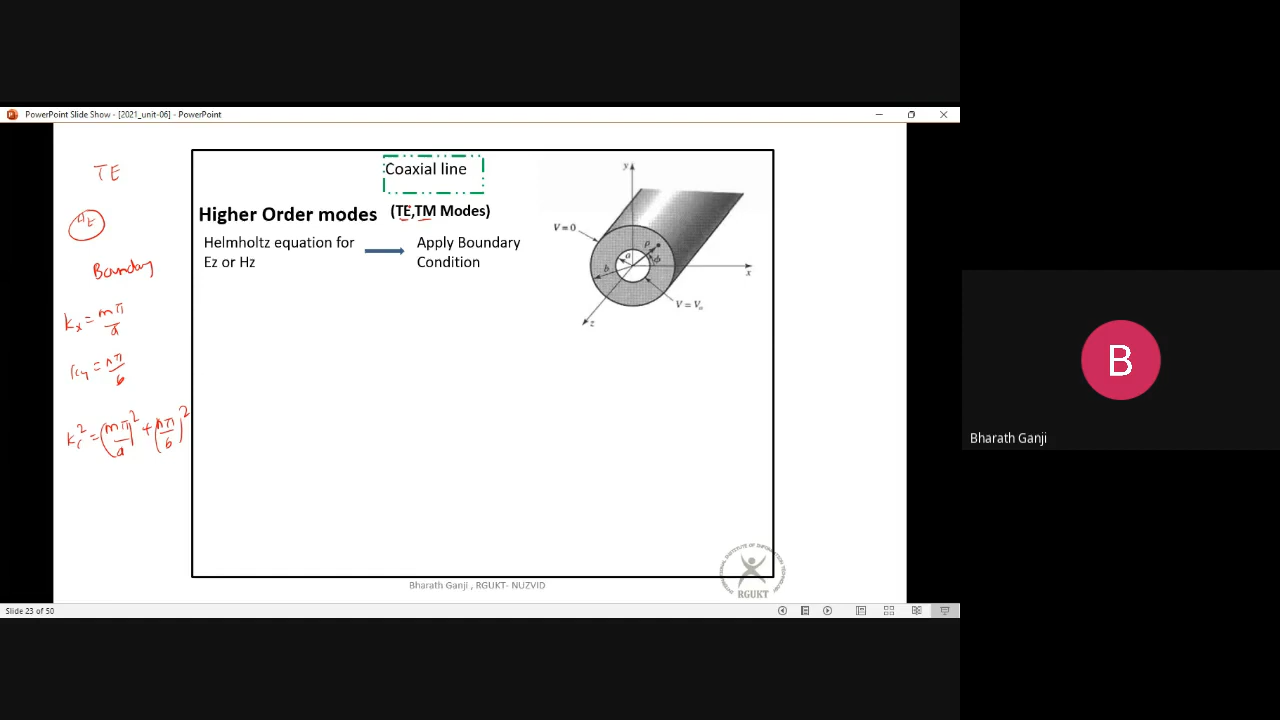 PowerPoint Slide Show - [2021_unit-06] - PowerPoint
TE
HE
Boundary
kx = mπ/a
ky = nπ/b
kc² = (mπ/a)² + (nπ/b)²
Coaxial line
Higher Order modes (TE,TM Modes)
Helmholtz equation for
Ez or Hz
Apply Boundary
Condition
y
V = 0
ρ
a
ϕ
b
x
V = Vo
z
RGUKT
Bharath Ganji , RGUKT- NUZVID
Slide 23 of 50
B
Bharath Ganji